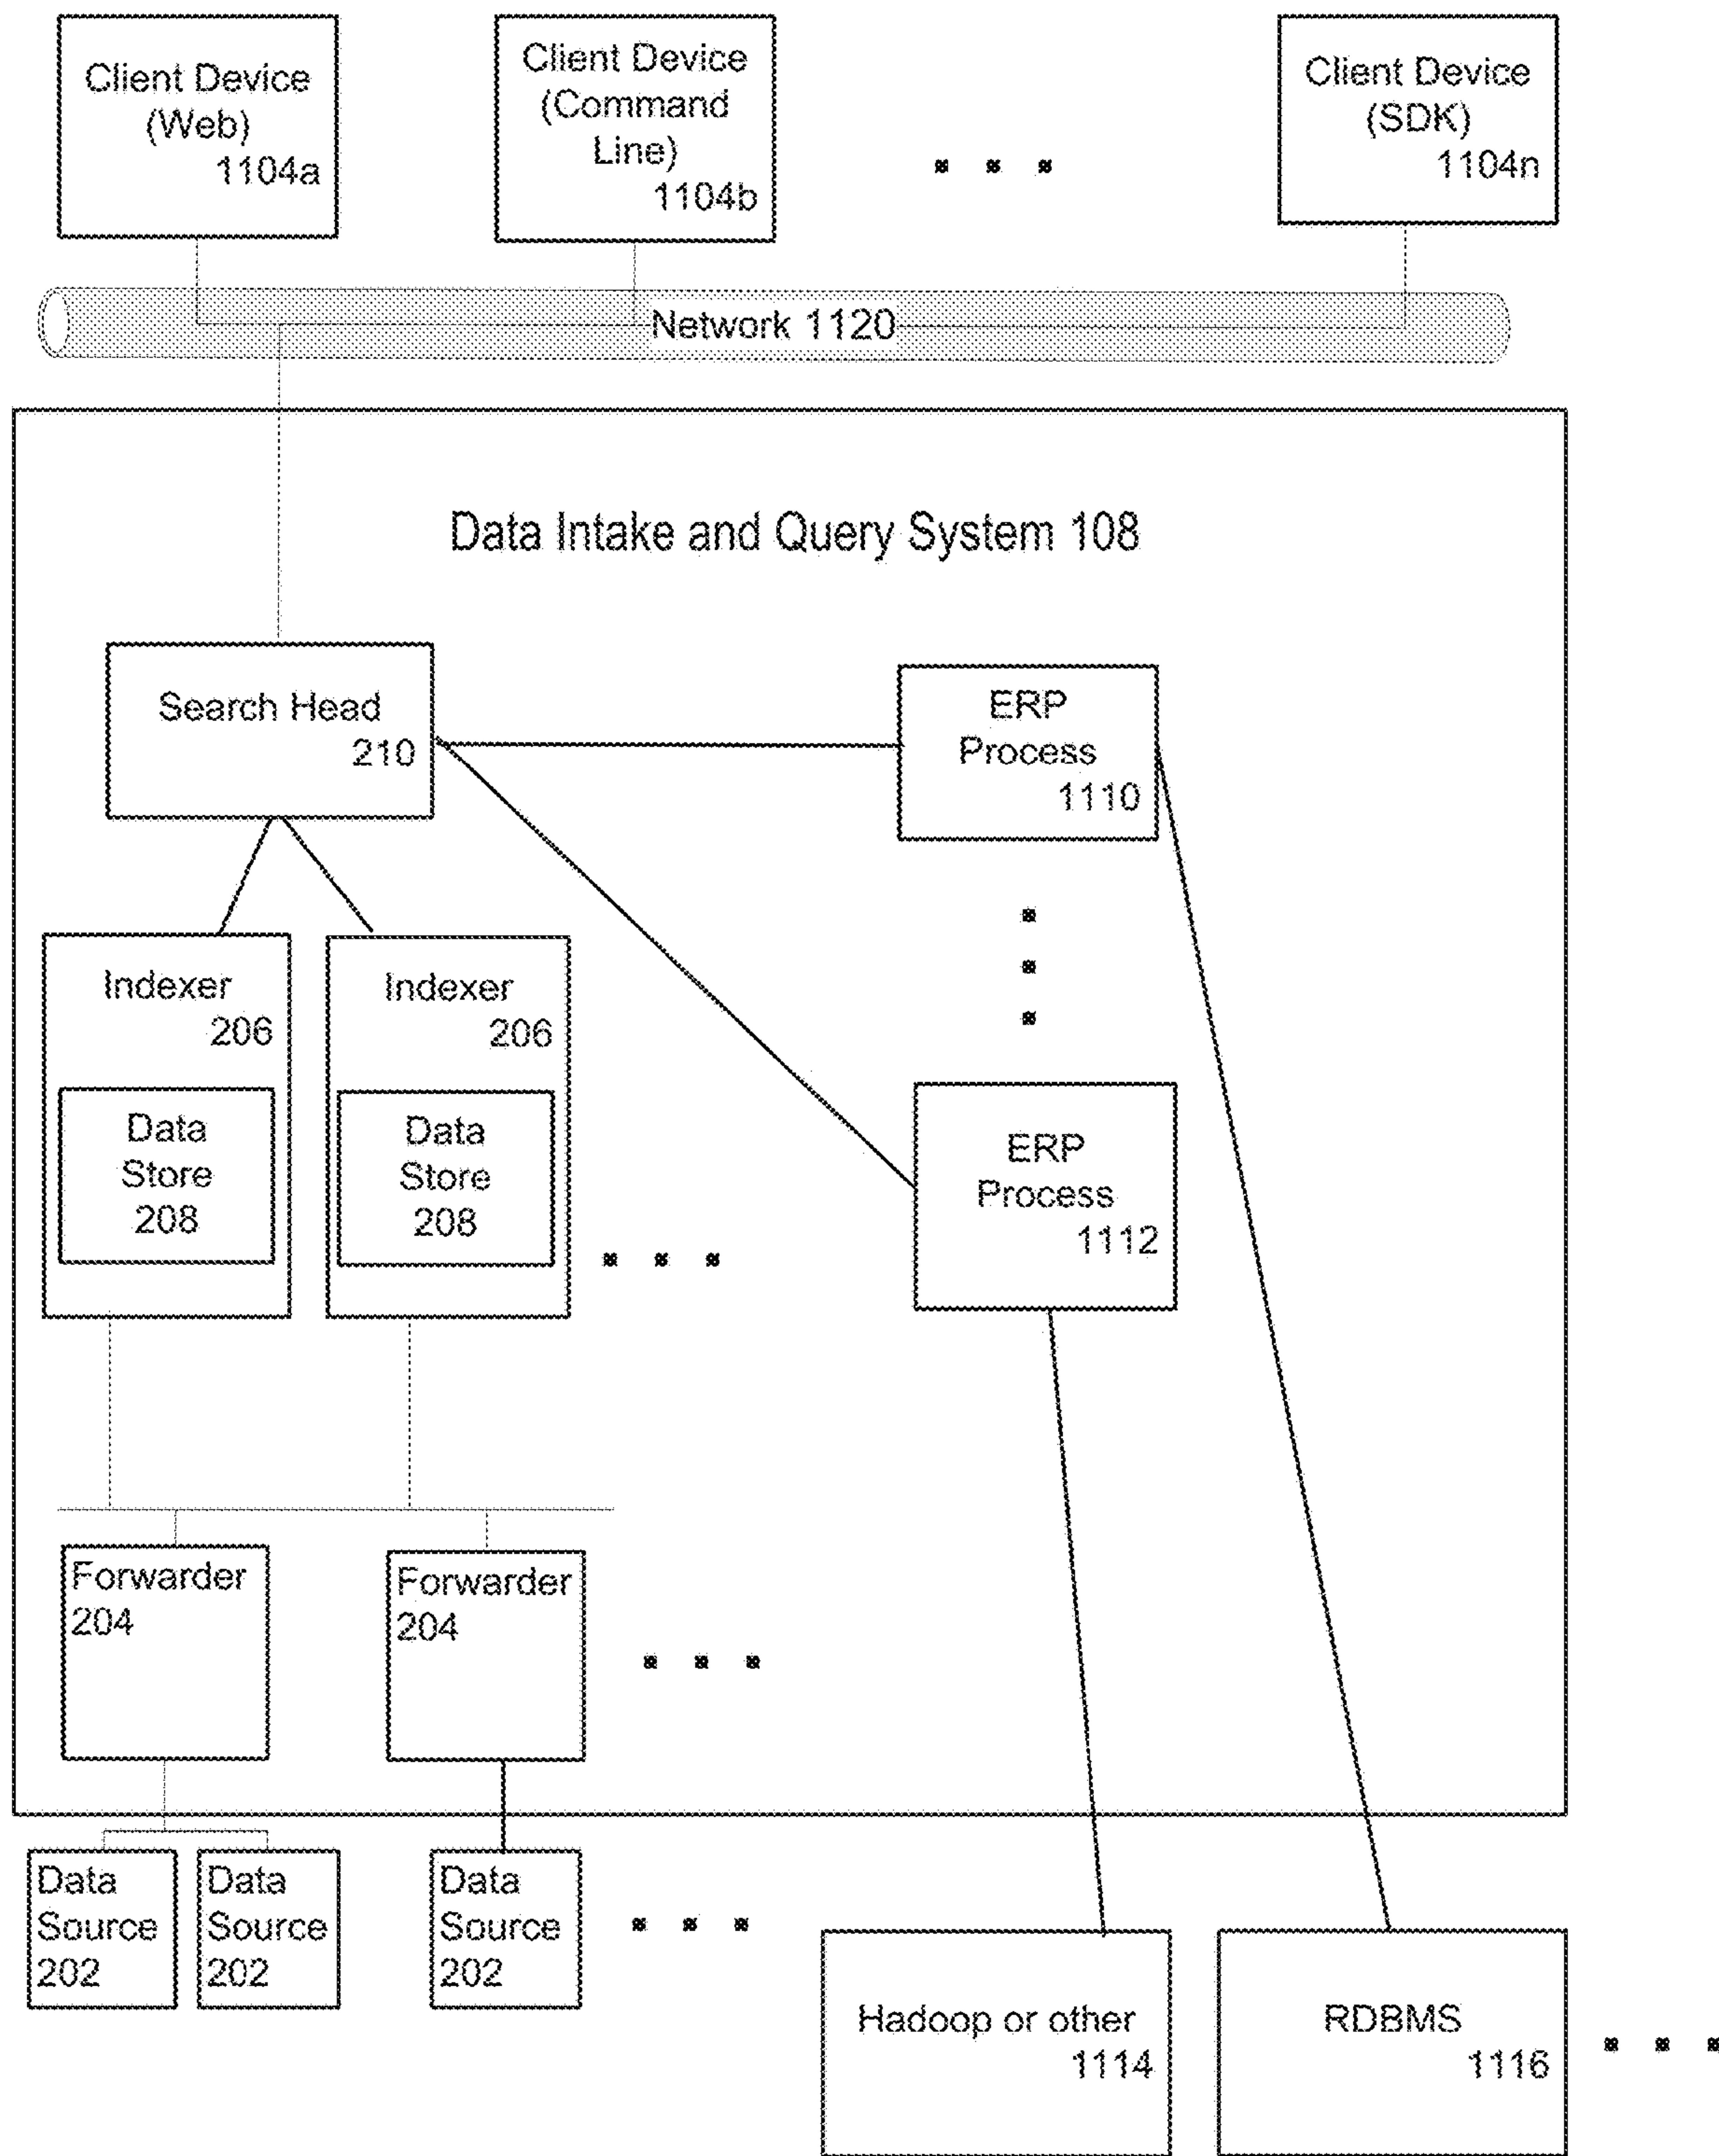 Client Device
(Web)
1104a
Client Device
(Command
Line)
1104b
Client Device
(SDK)
1104n
Network 1120
Data Intake and Query System 108
Search Head
210
ERP
Process
1110
Indexer
206
Data
Store
208
Indexer
206
Data
Store
208
ERP
Process
1112
Forwarder
204
Forwarder
204
Data
Source
202
Data
Source
202
Data
Source
202
Hadoop or other
1114
RDBMS
1116